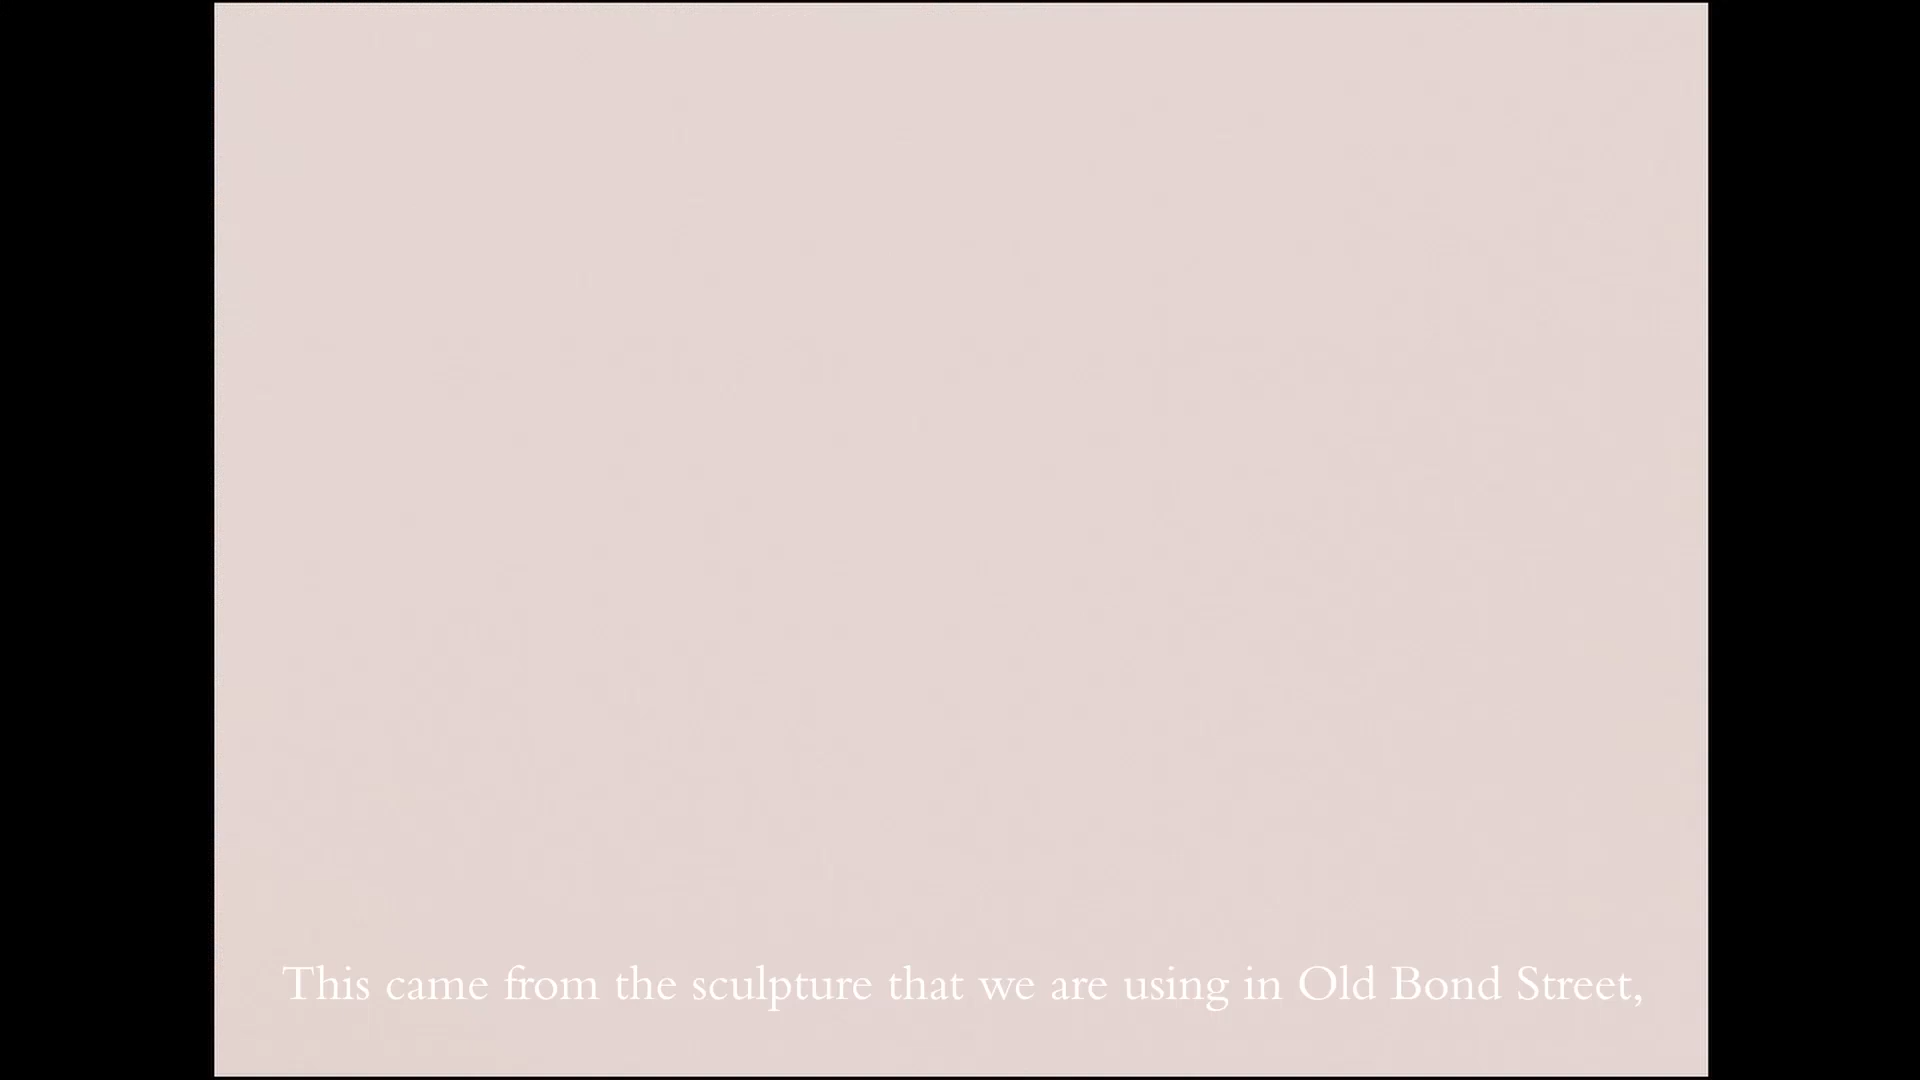 This came from the sculpture that we are using in Old Bond Street,